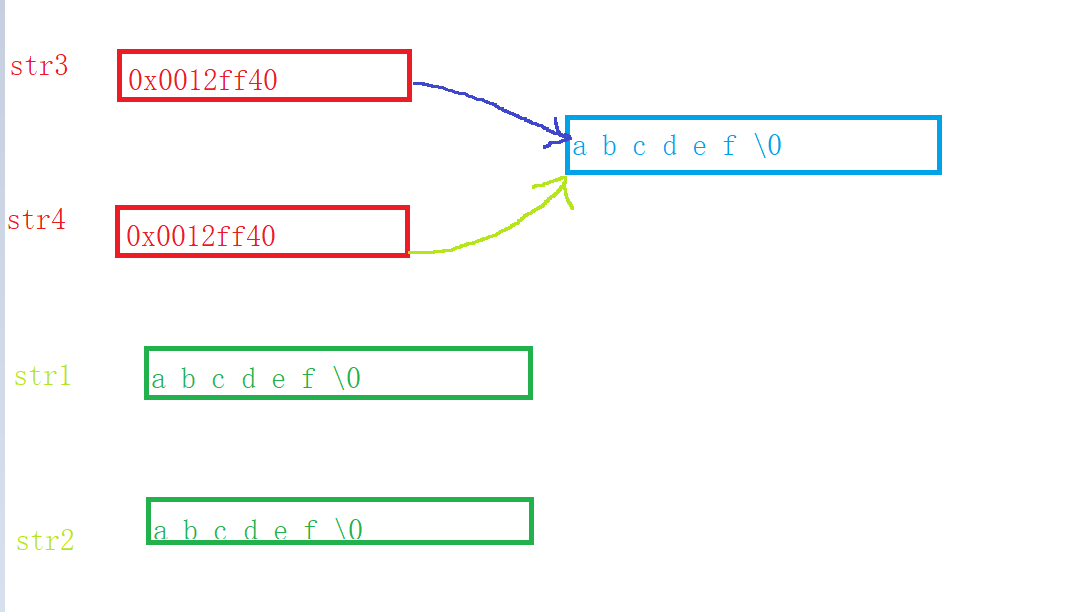 str3 0x0012ff40
a b c d e f \0
str4 0x0012ff40
str1 a b c d e f \0
str2 a b c d e f \0